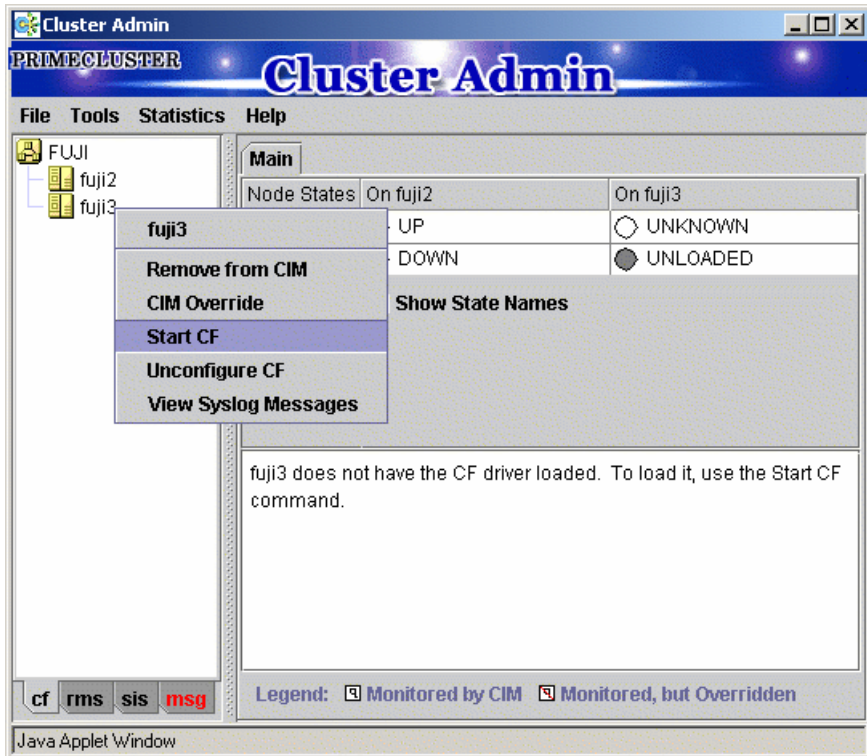 Cluster Admin
PRIMECLUSTER
Cluster Admin
File Tools Statistics Help
FUJI
fuji2
fuji3
Main
Node States On fuji2 On fuji3
UP UNKNOWN
DOWN UNLOADED
Show State Names
fuji3
Remove from CIM
CIM Override
Start CF
Unconfigure CF
View Syslog Messages
fuji3 does not have the CF driver loaded. To load it, use the Start CF
command.
cf rms sis msg
Legend: Monitored by CIM Monitored, but Overridden
Java Applet Window